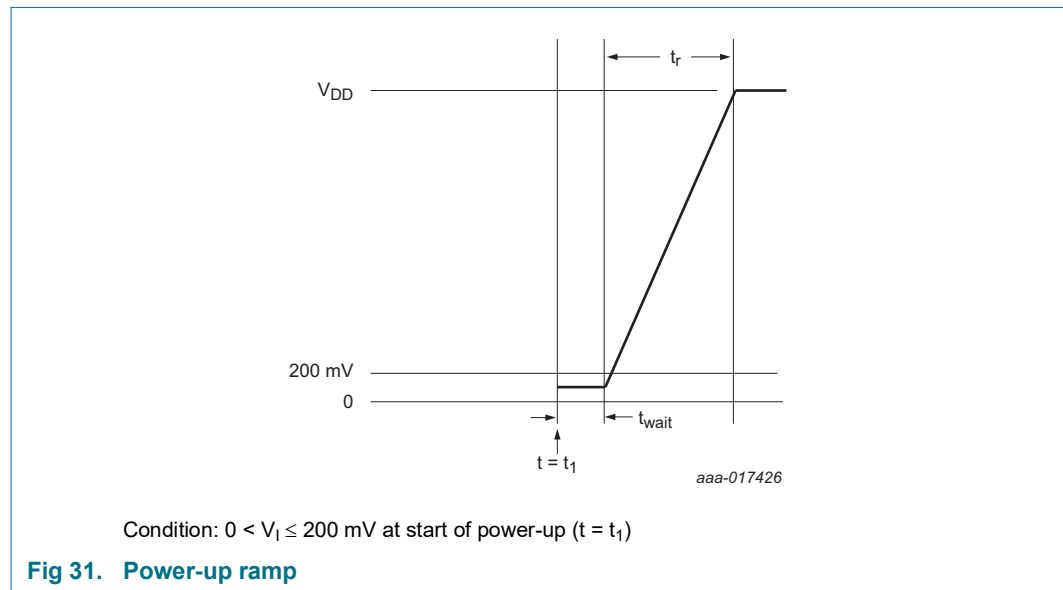 tr
VDD
200 mV
0
twait
t = t1
aaa-017426
Condition: 0 < VI ≤ 200 mV at start of power-up (t = t1)
Fig 31. Power-up ramp